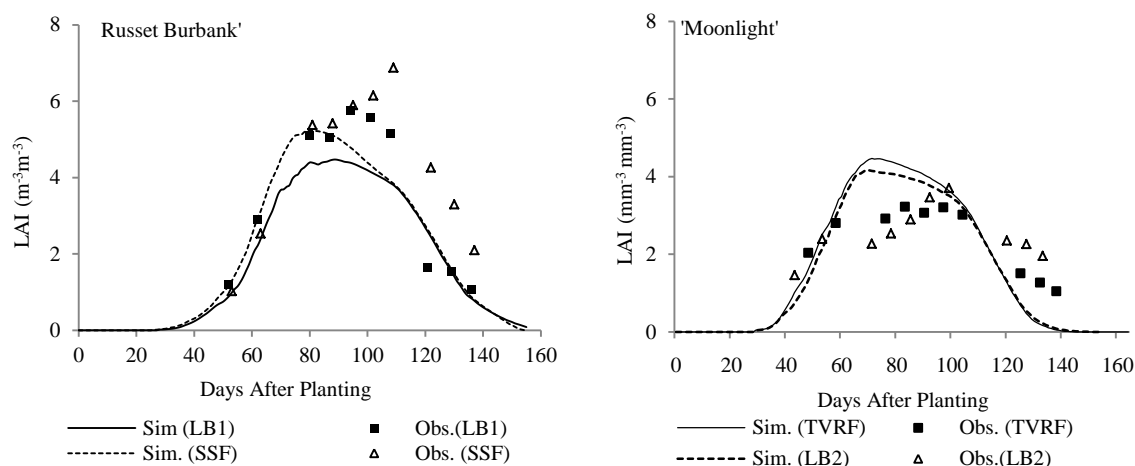 Russet Burbank'
8
6
4
2
0
LAI (m⁻³m⁻³)
0 20 40 60 80 100 120 140 160
Days After Planting
Sim (LB1) Obs.(LB1)
Sim. (SSF) Obs. (SSF)
'Moonlight'
8
6
4
2
0
LAI (mm⁻³ mm⁻³)
0 20 40 60 80 100 120 140 160
Days After Planting
Sim. (TVRF) Obs. (TVRF)
Sim. (LB2) Obs.(LB2)